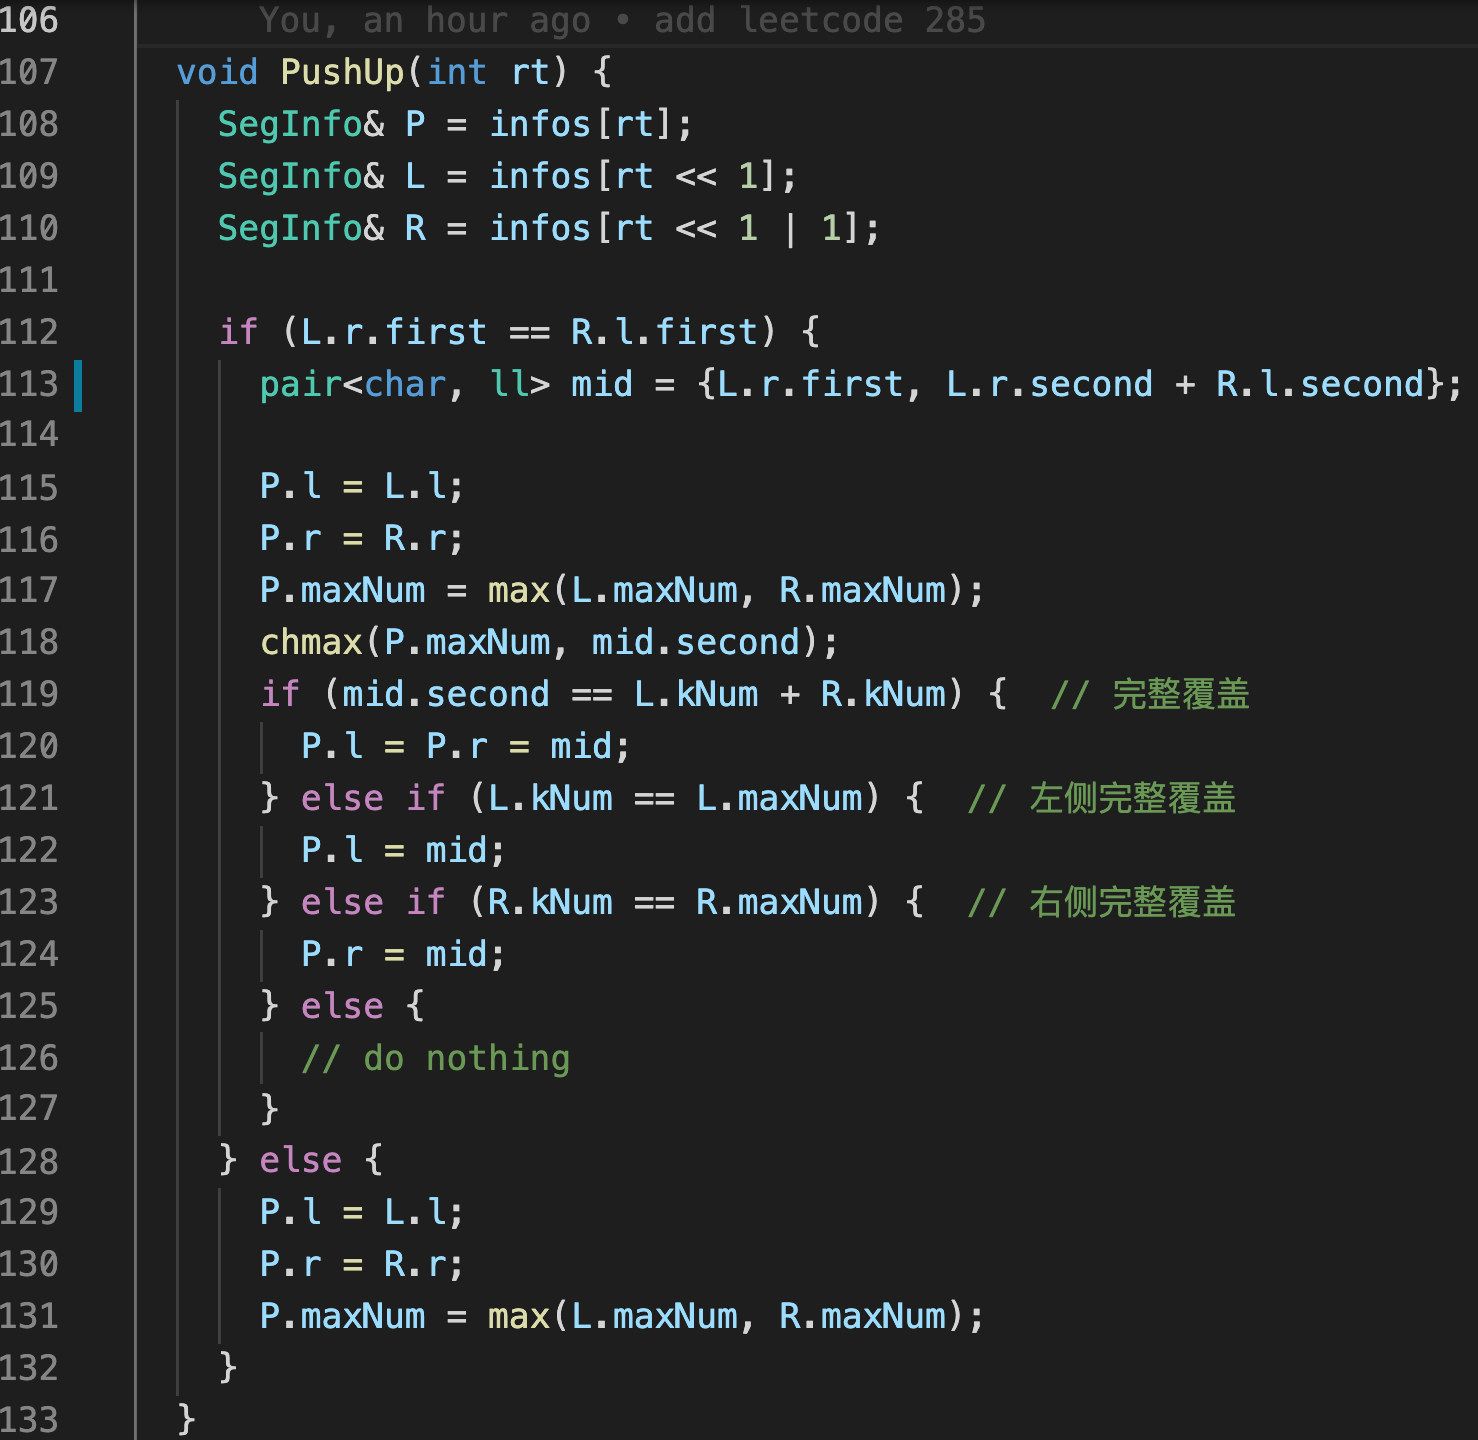 106 You, an hour ago • add leetcode 285
107 void PushUp(int rt) {
108 SegInfo& P = infos[rt];
109 SegInfo& L = infos[rt << 1];
110 SegInfo& R = infos[rt << 1 | 1];
111
112 if (L.r.first == R.l.first) {
113 pair<char, ll> mid = {L.r.first, L.r.second + R.l.second};
114
115 P.l = L.l;
116 P.r = R.r;
117 P.maxNum = max(L.maxNum, R.maxNum);
118 chmax(P.maxNum, mid.second);
119 if (mid.second == L.kNum + R.kNum) {  // 完整覆盖
120 P.l = P.r = mid;
121 } else if (L.kNum == L.maxNum) {  // 左侧完整覆盖
122 P.l = mid;
123 } else if (R.kNum == R.maxNum) {  // 右侧完整覆盖
124 P.r = mid;
125 } else {
126 // do nothing
127 }
128 } else {
129 P.l = L.l;
130 P.r = R.r;
131 P.maxNum = max(L.maxNum, R.maxNum);
132 }
133 }